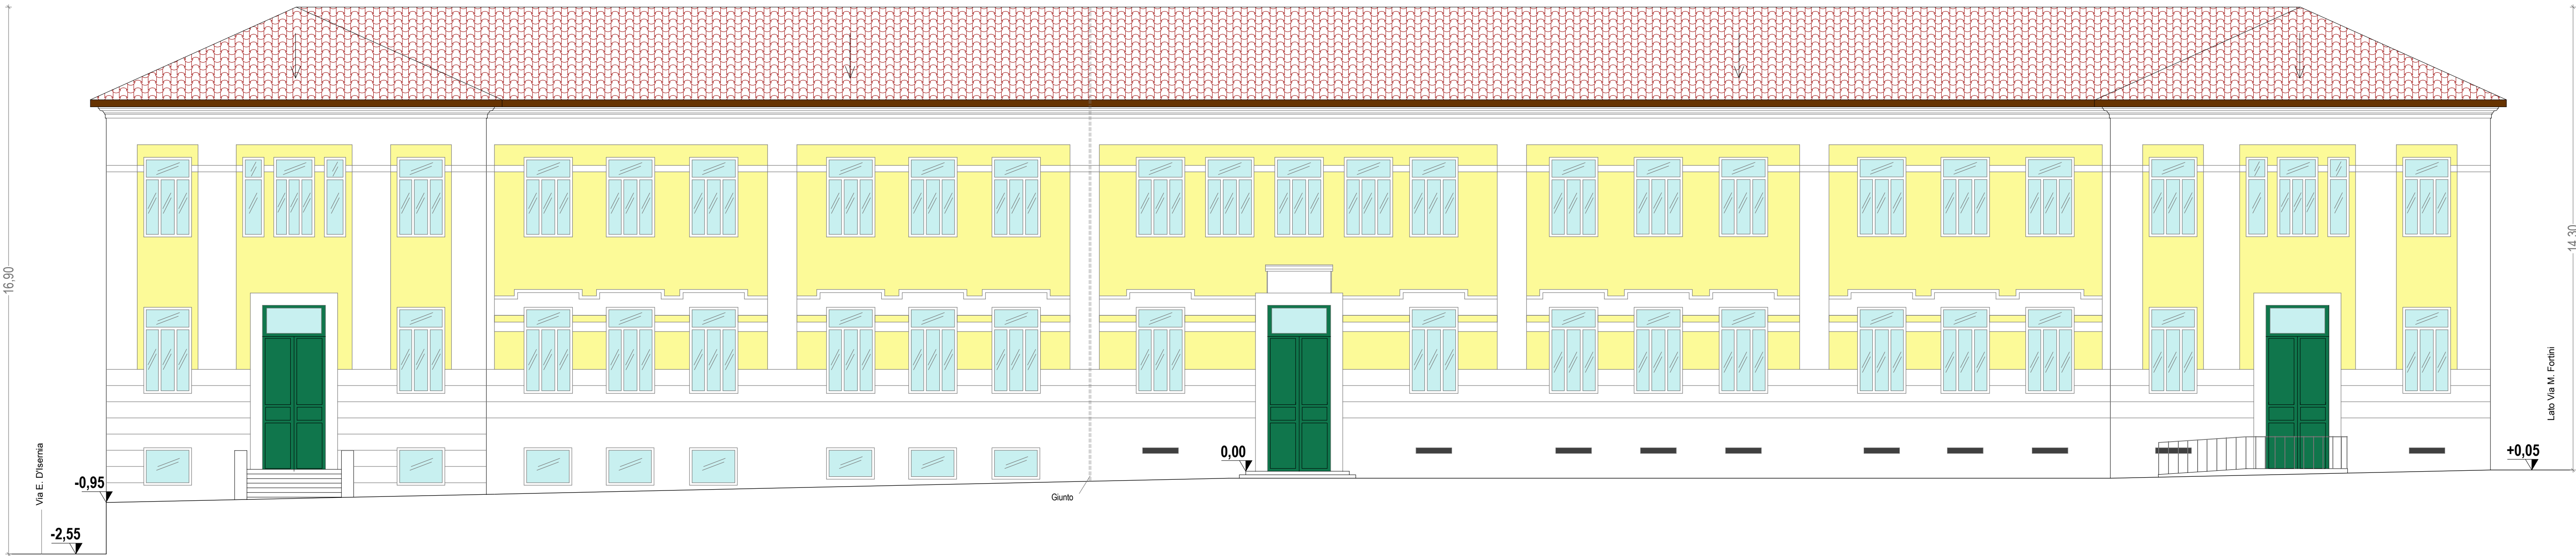 16,90
Via E. D'Isernia
-0,95
-2,55
Giunto
0,00
Lato Via M. Fortini
+0,05
14,30